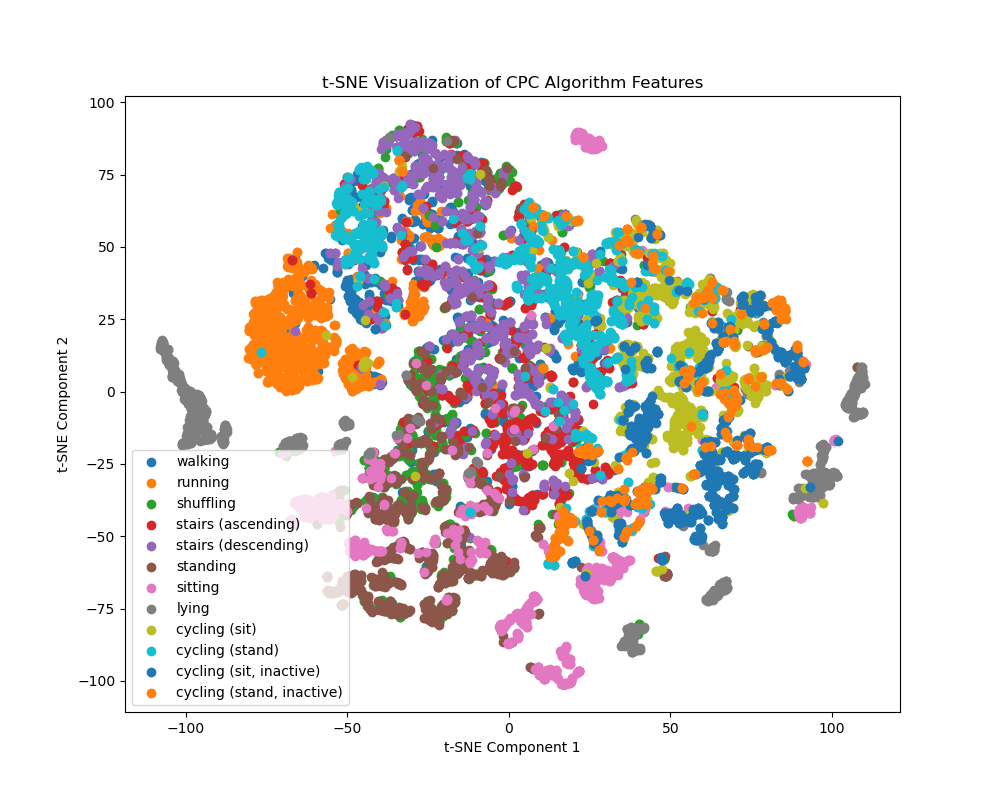 t-SNE Visualization of CPC Algorithm Features
100
75
50
25
0
−25
−50
−75
−100
t-SNE Component 2
walking
running
shuffling
stairs (ascending)
stairs (descending)
standing
sitting
lying
cycling (sit)
cycling (stand)
cycling (sit, inactive)
cycling (stand, inactive)
−100
−50
0
50
100
t-SNE Component 1